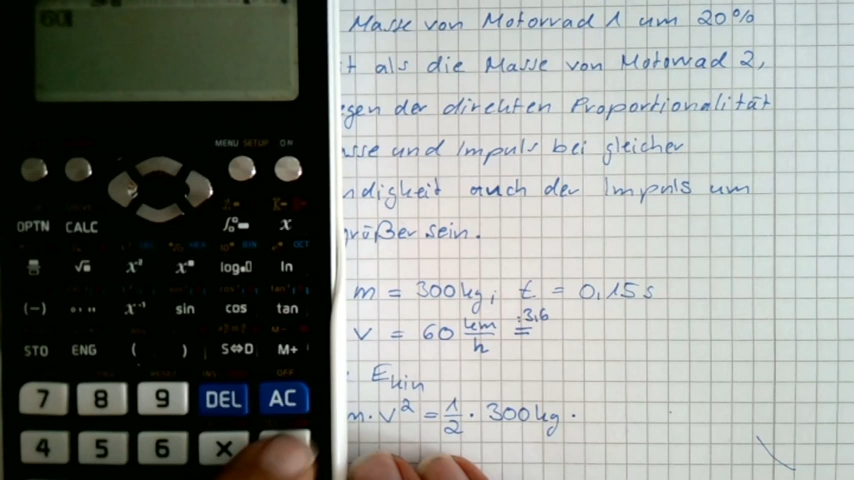 60
Masse von Motorrad 1 um 20%
t als die Masse von Motorrad 2,
gen der direkten Proportionalität
sse und Impuls bei gleicher
ndigkeit auch der Impuls um
größer sein.
m = 300 kg; t = 0,15 s
v = 60 km/h = :3,6
Ekin
m · v² = 1/2 · 300 kg ·
MENU SETUP ON
OPTN CALC x
√ x² log ln
(-) x⁻¹ sin cos tan
STO ENG ( ) S⇔D M+
OFF
7 8 9 DEL AC
4 5 6 ×